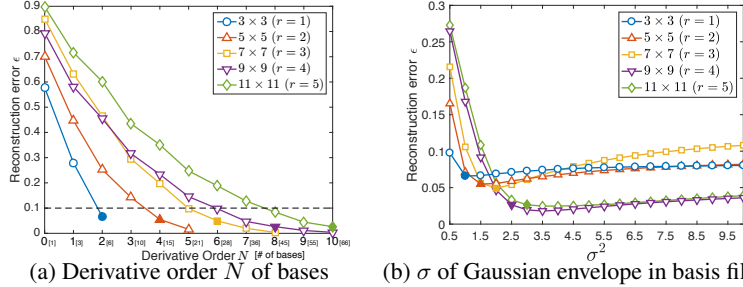 0.9
0.8
0.7
0.6
0.5
0.4
0.3
0.2
0.1
0
Reconstruction error ϵ
3 × 3 (r = 1)
5 × 5 (r = 2)
7 × 7 (r = 3)
9 × 9 (r = 4)
11 × 11 (r = 5)
0[1] 1[3] 2[6] 3[10] 4[15] 5[21] 6[28] 7[36] 8[45] 9[55] 10[66]
Derivative Order N [# of bases]
(a) Derivative order N of bases
0.3
0.25
0.2
0.15
0.1
0.05
0
Reconstruction error ϵ
3 × 3 (r = 1)
5 × 5 (r = 2)
7 × 7 (r = 3)
9 × 9 (r = 4)
11 × 11 (r = 5)
0.5 1.5 2.5 3.5 4.5 5.5 6.5 7.5 8.5 9.5
σ²
(b) σ of Gaussian envelope in basis fil